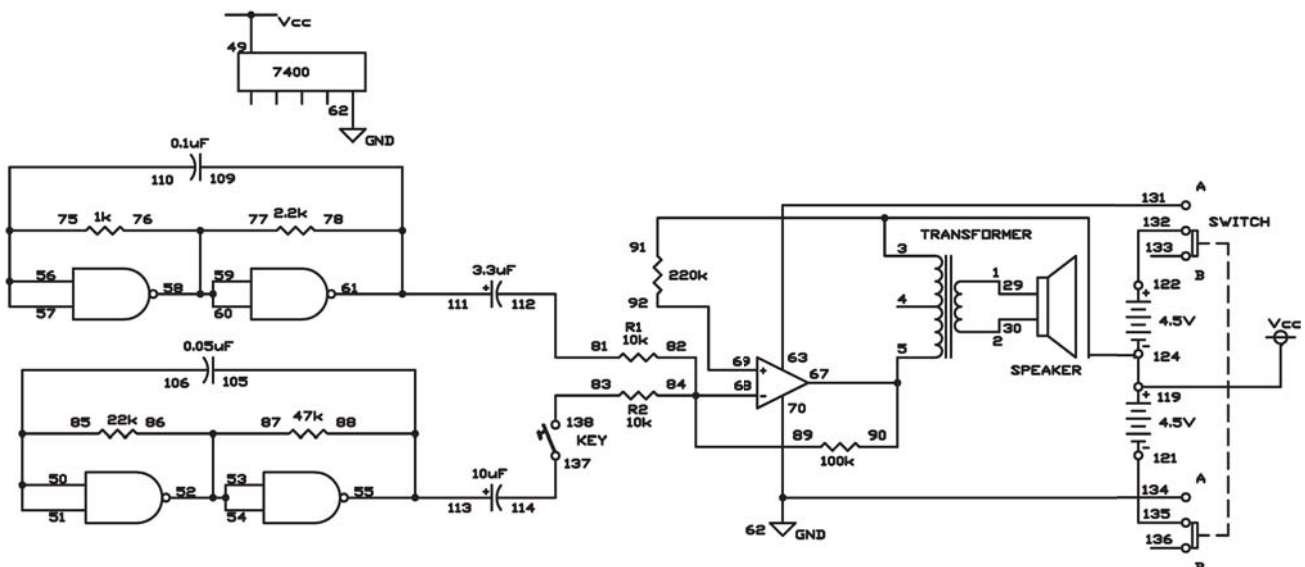 Vcc
49
7400
62
GND
0.1uF
110 109
75 1k 76 77 2.2k 78
56
57
58
59
60
61
3.3uF
111 112
0.05uF
106 105
85 22k 86 87 47k 88
50
51
52
53
54
55
10uF
113 114
138
KEY
137
R1
10k
81 82
83 84
R2
10k
91
220k
92
69
68
63
67
70
89 90
100k
62 GND
TRANSFORMER
3
4
5
1
29
30
2
SPEAKER
131 A
132 SWITCH
133
B
122
+
4.5V
-
124
Vcc
+
119
4.5V
-
121
134 A
135
136
B